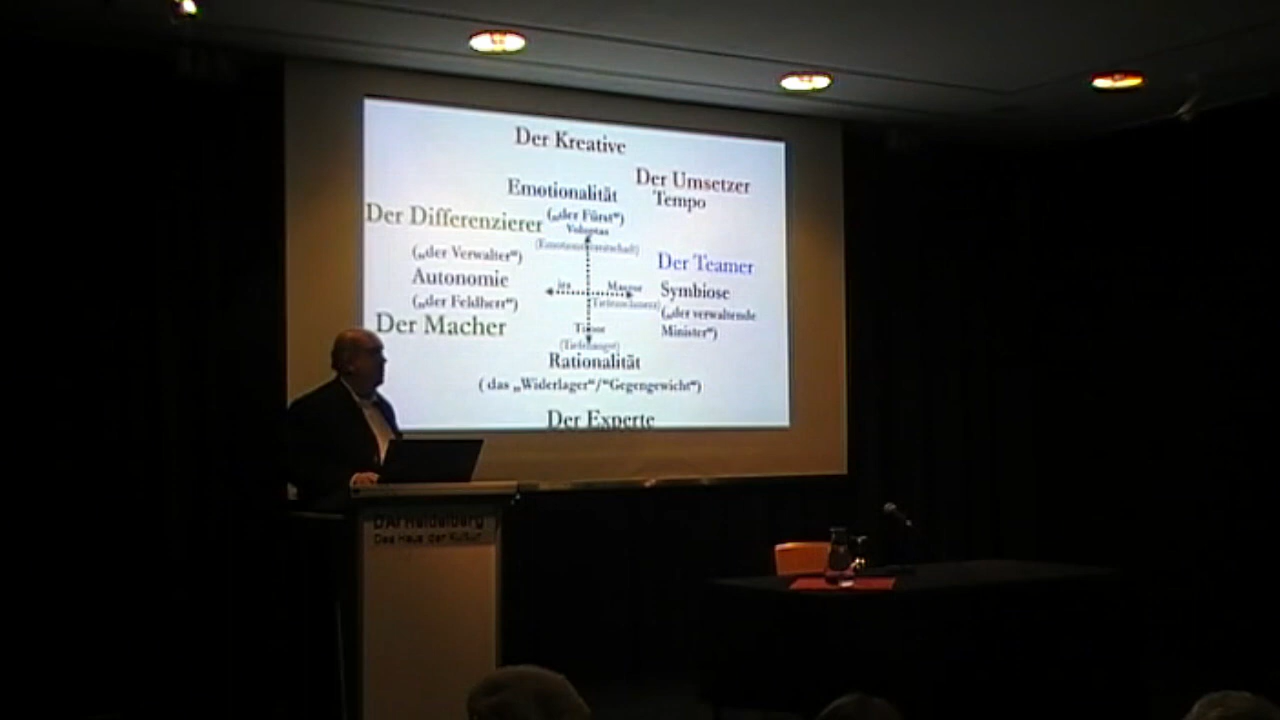 Der Kreative
Der Umsetzer
Emotionalität
Tempo
Der Differenzierer
(„der Fürst“)
Voluptas
(„der Verwalter“)
Der Teamer
Autonomie
Symbiose
(„der Feldherr“)
(„der verwaltende
Minister“)
Der Macher
Rationalität
( das „Widerlager“/“Gegengewicht“)
Der Experte
DAI Heidelberg
Das Haus der Kultur